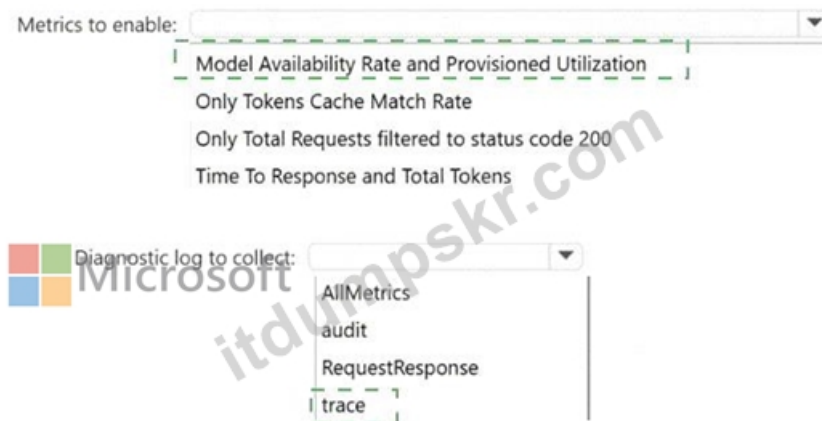 Metrics to enable:
Model Availability Rate and Provisioned Utilization
Only Tokens Cache Match Rate
Only Total Requests filtered to status code 200
Time To Response and Total Tokens
Diagnostic log to collect:
Microsoft
AllMetrics
audit
RequestResponse
trace
itdumpskr.com